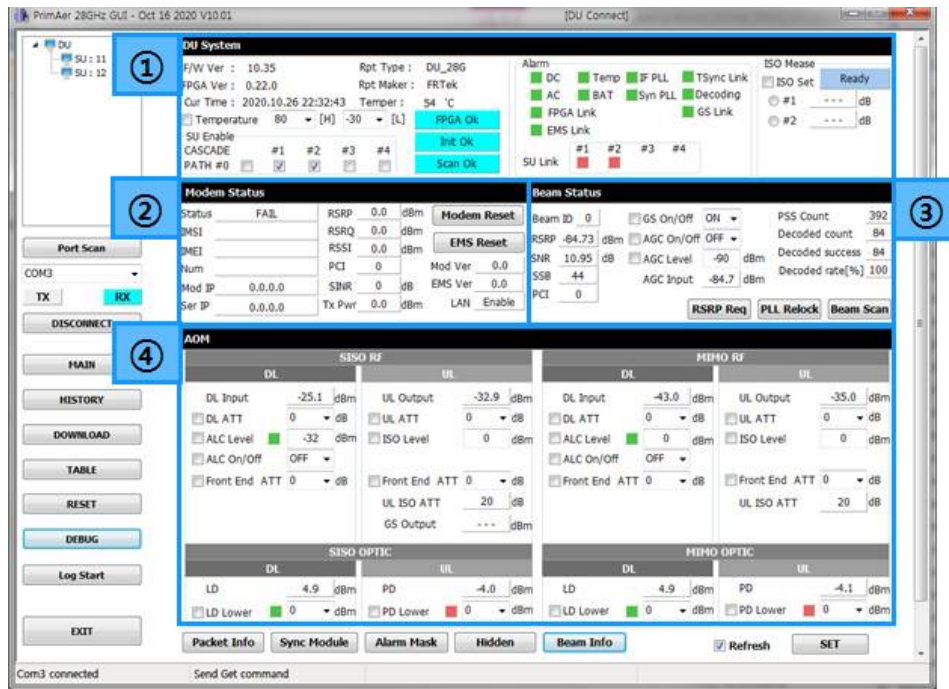 PrimAer 28GHz GUI - Oct 16 2020 V10.01 [DU Connect]
DU
SU : 11
SU : 12
Port Scan
COM3
TX RX
DISCONNECT
MAIN
HISTORY
DOWNLOAD
TABLE
RESET
DEBUG
Log Start
EXIT
①
DU System
F/W Ver : 10.35 Rpt Type : DU_28G
FPGA Ver : 0.22.0 Rpt Maker : FRTek
Cur Time : 2020.10.26 22:32:43 Temper : 54 'C
Temperature 80 [H] -30 [L] FPGA Ok
SU Enable Init Ok
CASCADE #1 #2 #3 #4
PATH #0 Scan Ok
Alarm
DC Temp IF PLL TSync Link
AC BAT Syn PLL Decoding
FPGA Link GS Link
EMS Link
#1 #2 #3 #4
SU Link
ISO Mease
ISO Set Ready
#1 --- dB
#2 --- dB
②
Modem Status
Status FAIL RSRP 0.0 dBm Modem Reset
IMSI RSRQ 0.0 dBm
IMEI RSSI 0.0 dBm EMS Reset
Num PCI 0 Mod Ver 0.0
Mod IP 0.0.0.0 SINR 0 dB EMS Ver 0.0
Ser IP 0.0.0.0 Tx Pwr 0.0 dBm LAN Enable
③
Beam Status
Beam ID 0 GS On/Off ON PSS Count 392
RSRP -84.73 dBm AGC On/Off OFF Decoded count 84
SNR 10.95 dB AGC Level -90 dBm Decoded success 84
SSB 44 AGC Input -84.7 dBm Decoded rate[%] 100
PCI 0
RSRP Req PLL Relock Beam Scan
④
AOM
SISO RF
DL UL
DL Input -25.1 dBm UL Output -32.9 dBm
DL ATT 0 dB UL ATT 0 dB
ALC Level -32 dBm ISO Level 0 dBm
ALC On/Off OFF
Front End ATT 0 dB Front End ATT 0 dB
UL ISO ATT 20 dB
GS Output --- dBm
SISO OPTIC
DL UL
LD 4.9 dBm PD -4.0 dBm
LD Lower 0 dBm PD Lower 0 dBm
MIMO RF
DL UL
DL Input -43.0 dBm UL Output -35.0 dBm
DL ATT 0 dB UL ATT 0 dB
ALC Level 0 dBm ISO Level 0 dBm
ALC On/Off OFF
Front End ATT 0 dB Front End ATT 0 dB
UL ISO ATT 20 dB
MIMO OPTIC
DL UL
LD 4.9 dBm PD -4.1 dBm
LD Lower 0 dBm PD Lower 0 dBm
Packet Info Sync Module Alarm Mask Hidden Beam Info Refresh SET
Com3 connected Send Get command